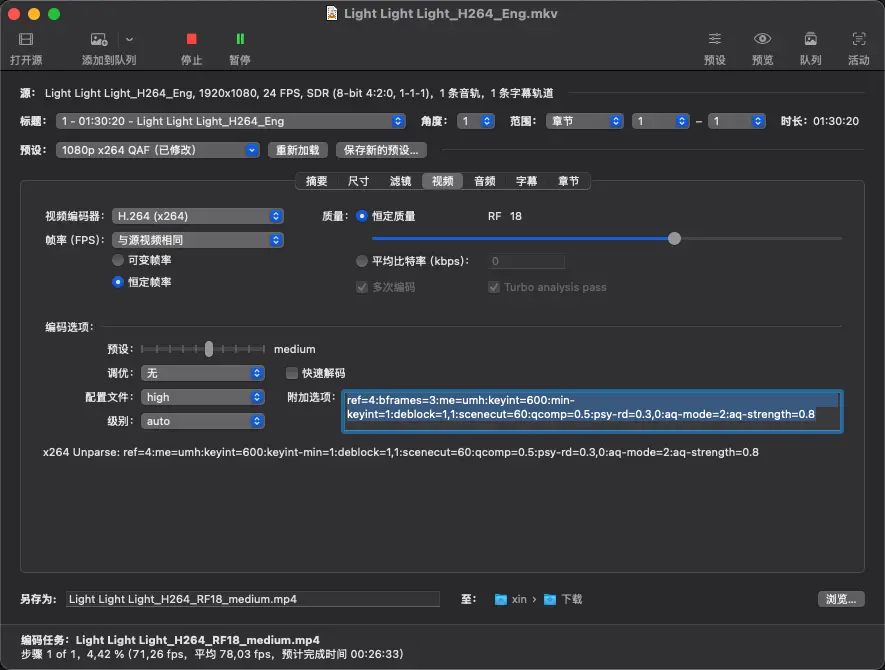 Light Light Light_H264_Eng.mkv
打开源 添加到队列 停止 暂停 预设 预览 队列 活动
源： Light Light Light_H264_Eng, 1920x1080, 24 FPS, SDR (8-bit 4:2:0, 1-1-1)，1 条音轨，1 条字幕轨道
标题： 1 - 01:30:20 - Light Light Light_H264_Eng 角度： 1 范围： 章节 1 – 1 时长： 01:30:20
预设： 1080p x264 QAF (已修改) 重新加载 保存新的预设...
摘要 尺寸 滤镜 视频 音频 字幕 章节
视频编码器： H.264 (x264) 质量： 恒定质量 RF 18
帧率 (FPS)： 与源视频相同
可变帧率 平均比特率 (kbps)： 0
恒定帧率 多次编码 Turbo analysis pass
编码选项：
预设： medium
调优： 无 快速解码
配置文件： high 附加选项： ref=4:bframes=3:me=umh:keyint=600:min-
级别： auto keyint=1:deblock=1,1:scenecut=60:qcomp=0.5:psy-rd=0.3,0:aq-mode=2:aq-strength=0.8
x264 Unparse: ref=4:me=umh:keyint=600:keyint-min=1:deblock=1,1:scenecut=60:qcomp=0.5:psy-rd=0.3,0:aq-mode=2:aq-strength=0.8
另存为: Light Light Light_H264_RF18_medium.mp4 至： xin › 下载 浏览...
编码任务：Light Light Light_H264_RF18_medium.mp4
步骤 1 of 1，4,42 % (71,26 fps，平均 78,03 fps，预计完成时间 00:26:33)